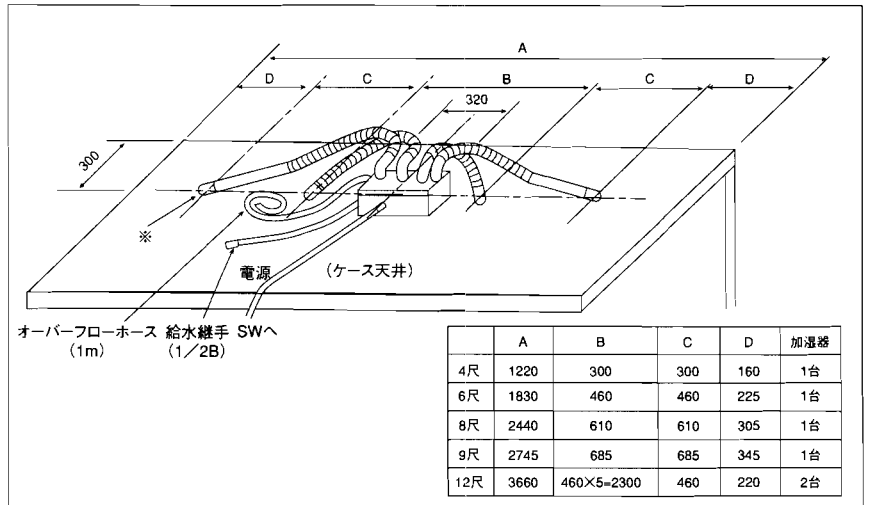 A
D C B C D
320
300
※
電源 (ケース天井)
オーバーフローホース 給水継手 SWへ
(1m) (1/2B)
A B C D 加湿器
4尺 1220 300 300 160 1台
6尺 1830 460 460 225 1台
8尺 2440 610 610 305 1台
9尺 2745 685 685 345 1台
12尺 3660 460×5=2300 460 220 2台